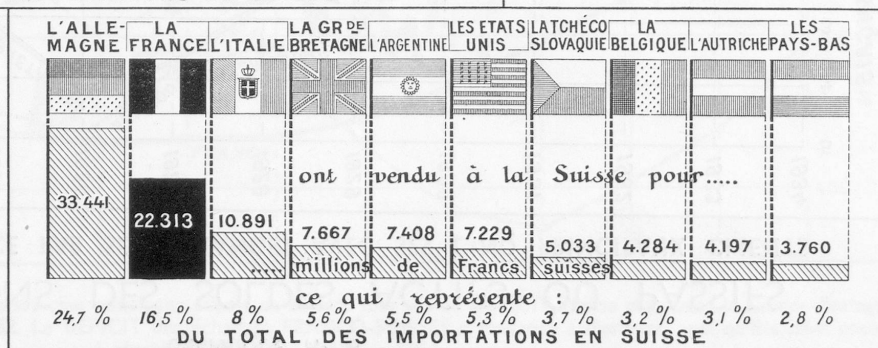 L'ALLE-
MAGNE
LA
FRANCE
L'ITALIE
LA GRDE
BRETAGNE
L'ARGENTINE
LES ETATS
UNIS
LA TCHÉCO
SLOVAQUIE
LA
BELGIQUE
L'AUTRICHE
LES
PAYS-BAS
ont vendu à la Suisse pour.....
33.441 22.313 10.891 7.667 7.408 7.229 5.033 4.284 4.197 3.760
..... millions de Francs suisses
ce qui représente :
24,7 % 16,5 % 8 % 5,6 % 5,5 % 5,3 % 3,7 % 3,2 % 3,1 % 2,8 %
DU TOTAL DES IMPORTATIONS EN SUISSE